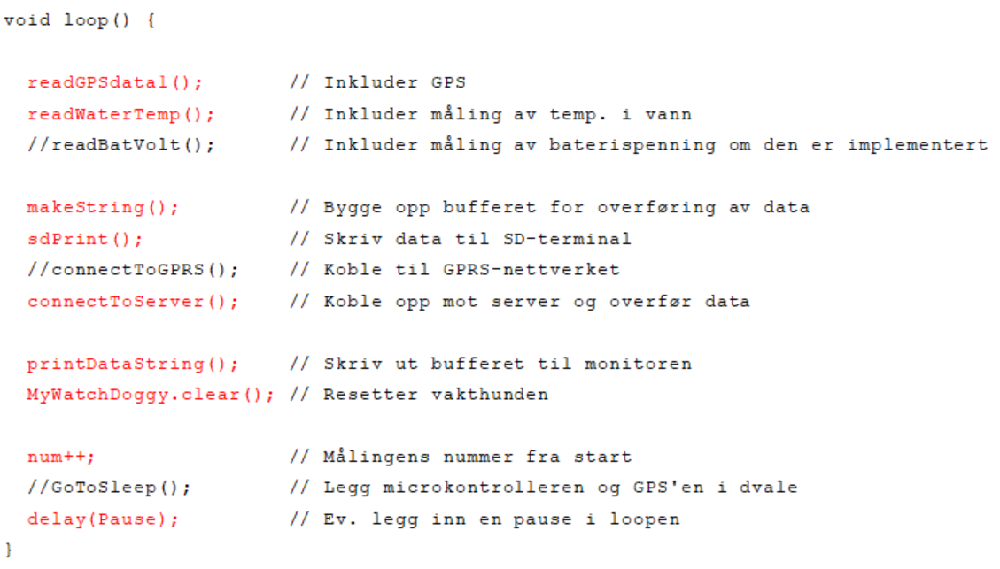 void loop() {
readGPSdatal();        // Inkluder GPS
readWaterTemp();       // Inkluder måling av temp. i vann
//readBatVolt();       // Inkluder måling av baterispenning om den er implementert
makeString();          // Bygge opp bufferet for overføring av data
sdPrint();             // Skriv data til SD-terminal
//connectToGPRS();     // Koble til GPRS-nettverket
connectToServer();     // Koble opp mot server og overfør data
printDataString();     // Skriv ut bufferet til monitoren
MyWatchDoggy.clear();  // Resetter vakthunden
num++;                 // Målingens nummer fra start
//GoToSleep();         // Legg microkontrolleren og GPS'en i dvale
delay(Pause);          // Ev. legg inn en pause i loopen
}